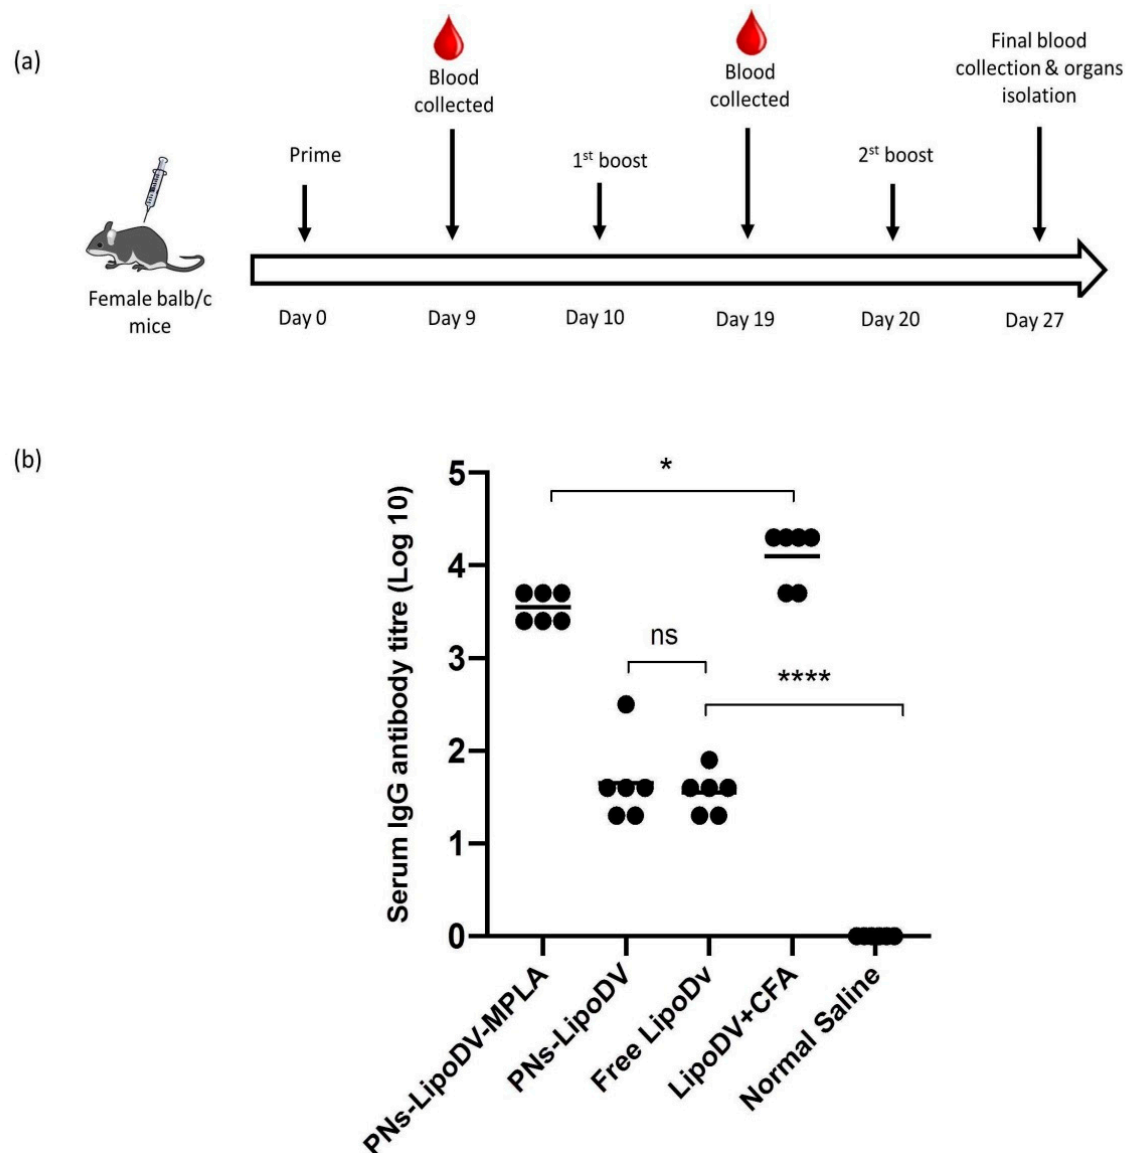 (a)
Blood
collected
Blood
collected
Final blood
collection & organs
isolation
Prime
1st boost
2st boost
Female balb/c
mice
Day 0
Day 9
Day 10
Day 19
Day 20
Day 27
(b)
Serum IgG antibody titre (Log 10)
5
4
3
2
1
0
*
ns
****
PNs-LipoDV-MPLA
PNs-LipoDV
Free LipoDv
LipoDV+CFA
Normal Saline